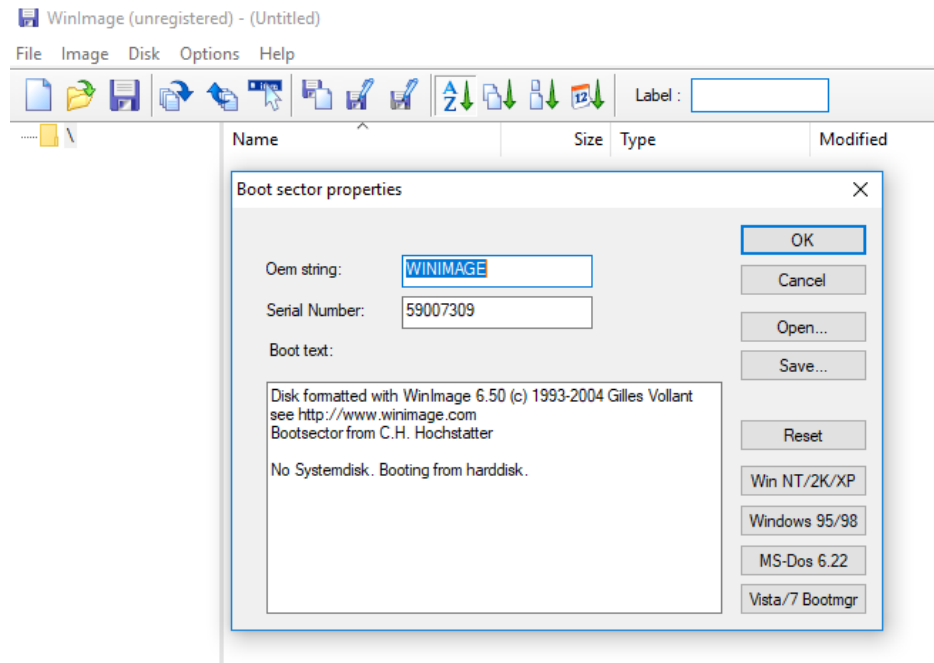 WinImage (unregistered) - (Untitled)
File Image Disk Options Help
A
Z
12
Label :
\
Name Size Type Modified
Boot sector properties
Oem string: WINIMAGE
Serial Number: 59007309
Boot text:
Disk formatted with WinImage 6.50 (c) 1993-2004 Gilles Vollant
see http://www.winimage.com
Bootsector from C.H. Hochstatter
No Systemdisk. Booting from harddisk.
OK
Cancel
Open...
Save...
Reset
Win NT/2K/XP
Windows 95/98
MS-Dos 6.22
Vista/7 Bootmgr